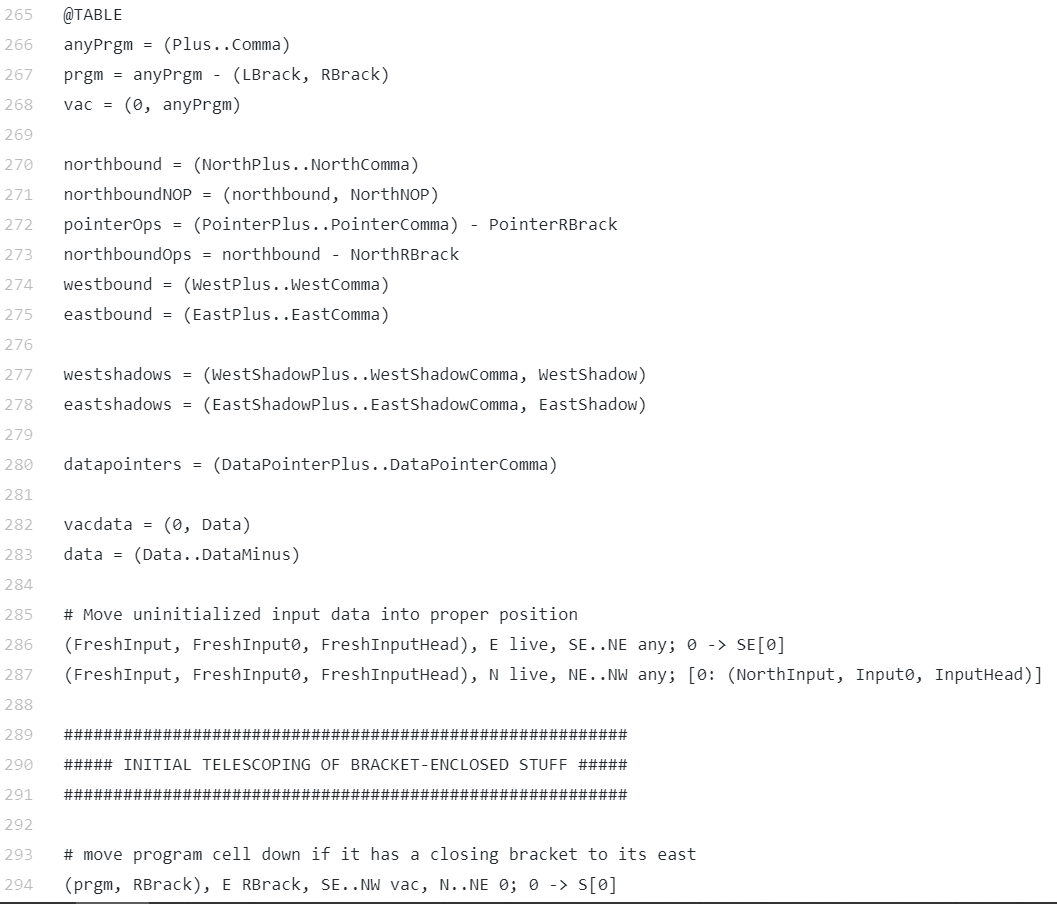 265 @TABLE
266 anyPrgm = (Plus..Comma)
267 prgm = anyPrgm - (LBrack, RBrack)
268 vac = (0, anyPrgm)
269
270 northbound = (NorthPlus..NorthComma)
271 northboundNOP = (northbound, NorthNOP)
272 pointerOps = (PointerPlus..PointerComma) - PointerRBrack
273 northboundOps = northbound - NorthRBrack
274 westbound = (WestPlus..WestComma)
275 eastbound = (EastPlus..EastComma)
276
277 westshadows = (WestShadowPlus..WestShadowComma, WestShadow)
278 eastshadows = (EastShadowPlus..EastShadowComma, EastShadow)
279
280 datapointers = (DataPointerPlus..DataPointerComma)
281
282 vacdata = (0, Data)
283 data = (Data..DataMinus)
284
285 # Move uninitialized input data into proper position
286 (FreshInput, FreshInput0, FreshInputHead), E live, SE..NE any; 0 -> SE[0]
287 (FreshInput, FreshInput0, FreshInputHead), N live, NE..NW any; [0: (NorthInput, Input0, InputHead)]
288
289 #########################################################
290 ##### INITIAL TELESCOPING OF BRACKET-ENCLOSED STUFF #####
291 #########################################################
292
293 # move program cell down if it has a closing bracket to its east
294 (prgm, RBrack), E RBrack, SE..NW vac, N..NE 0; 0 -> S[0]